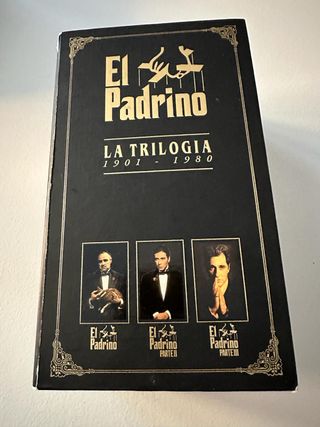 El
Padrino
LA TRILOGIA
1901 - 1980
El
Padrino
El
Padrino
PARTE II
El
Padrino
PARTE III